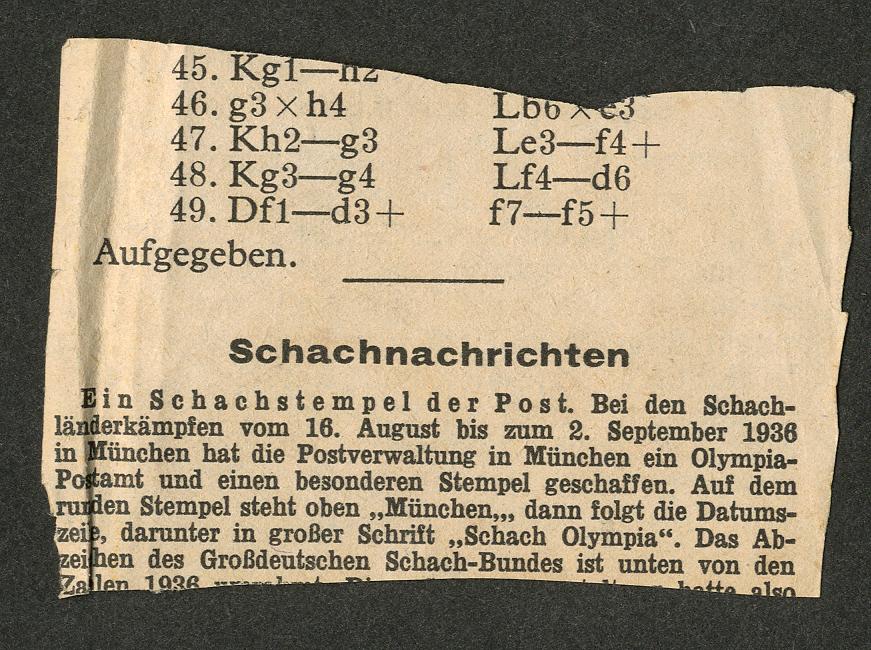 45. Kg1—h2
46. g3×h4 Lb6×e3
47. Kh2—g3 Le3—f4+
48. Kg3—g4 Lf4—d6
49. Df1—d3+ f7—f5+
Aufgegeben.
Schachnachrichten
Ein Schachstempel der Post. Bei den Schach-
länderkämpfen vom 16. August bis zum 2. September 1936
in München hat die Postverwaltung in München ein Olympia-
Postamt und einen besonderen Stempel geschaffen. Auf dem
runden Stempel steht oben „München„, dann folgt die Datums-
zeile, darunter in großer Schrift „Schach Olympia“. Das Ab-
zeichen des Großdeutschen Schach-Bundes ist unten von den
Zahlen 1936 hatte also